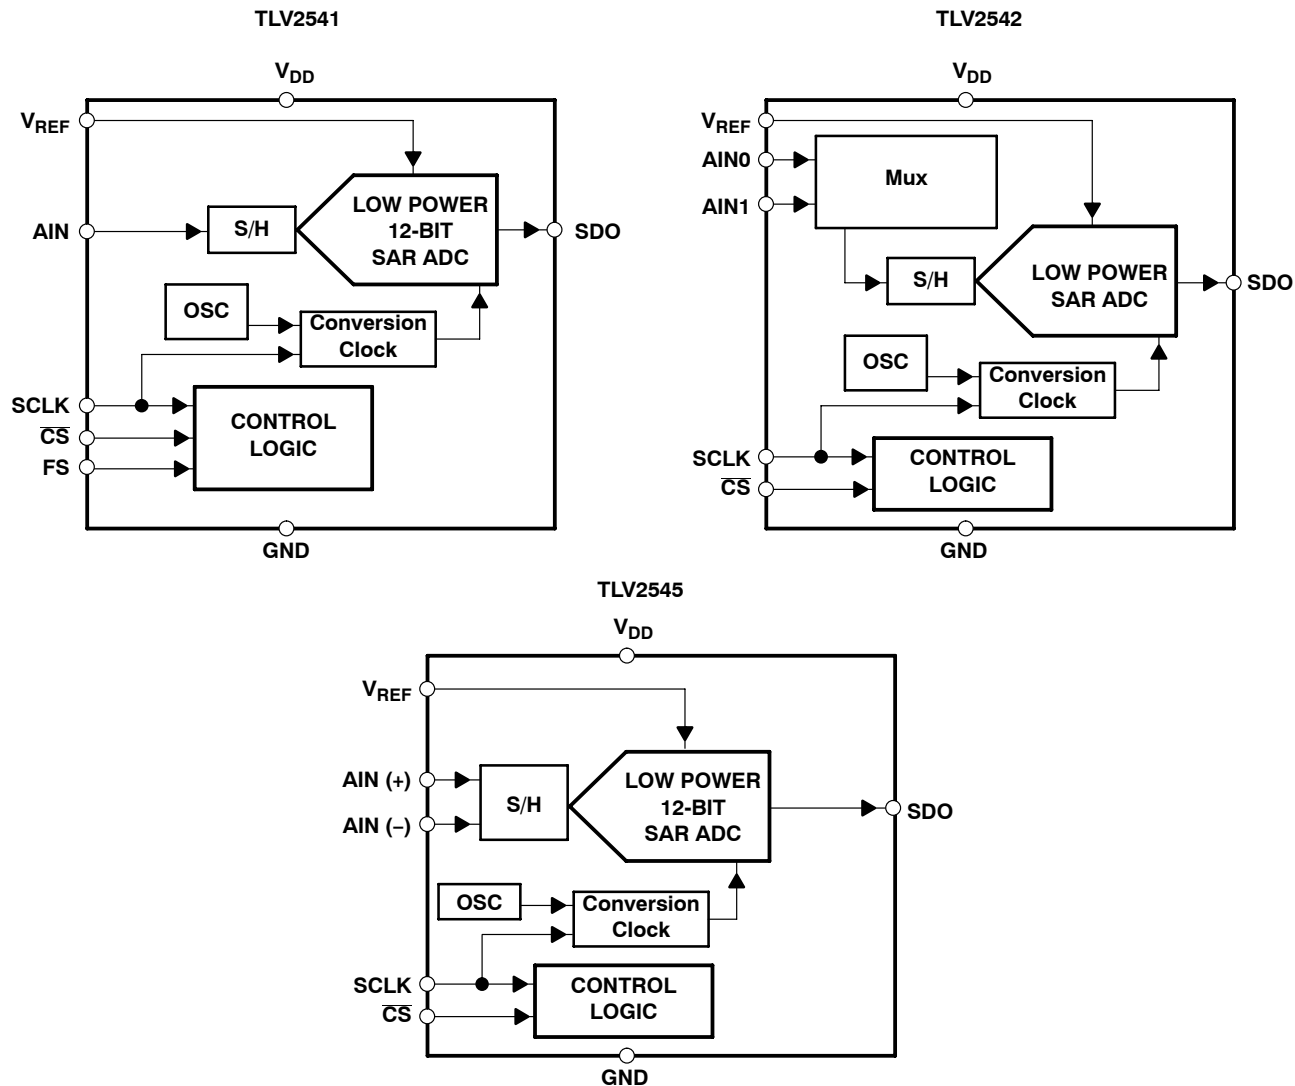 TLV2541
VDD
VREF
AIN
S/H
LOW POWER
12-BIT
SAR ADC
SDO
OSC
Conversion
Clock
SCLK
CS
FS
CONTROL
LOGIC
GND
TLV2542
VDD
VREF
AIN0
AIN1
Mux
S/H
LOW POWER
SAR ADC
SDO
OSC
Conversion
Clock
SCLK
CS
CONTROL
LOGIC
GND
TLV2545
VDD
VREF
AIN (+)
AIN (−)
S/H
LOW POWER
12-BIT
SAR ADC
SDO
OSC
Conversion
Clock
SCLK
CS
CONTROL
LOGIC
GND